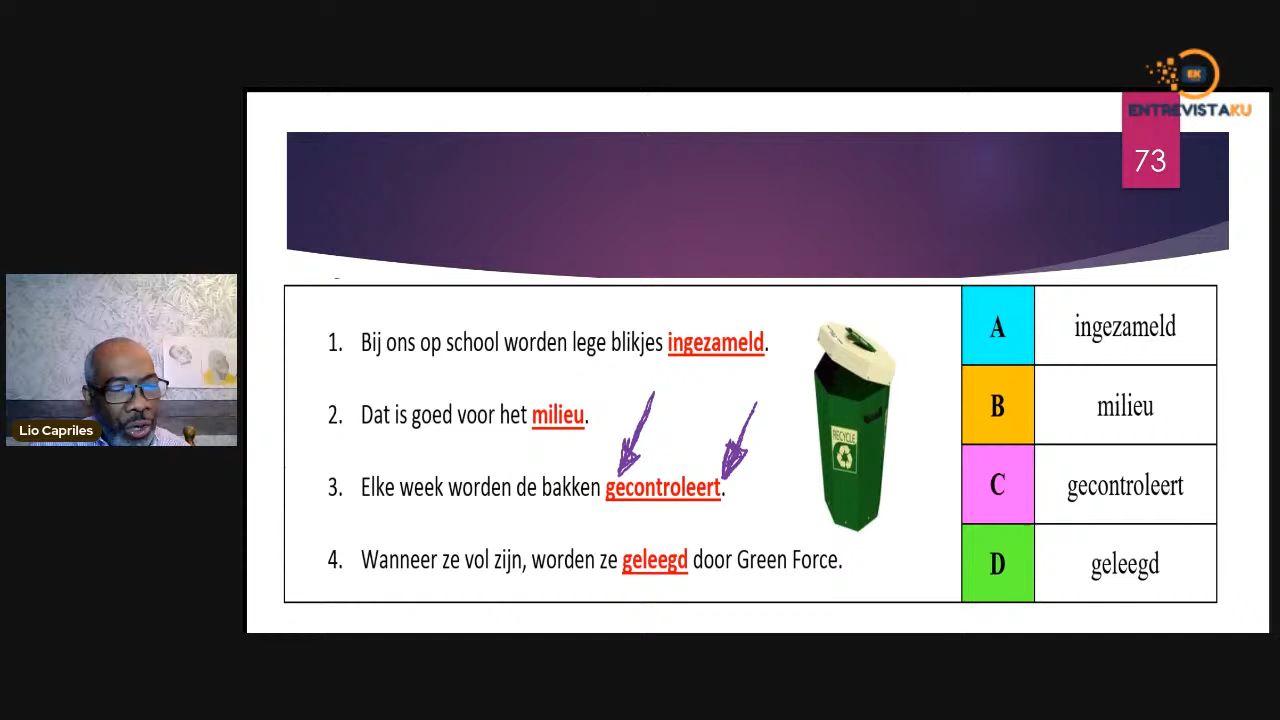 EK
ENTREVISTAKU
73
1. Bij ons op school worden lege blikjes ingezameld.
2. Dat is goed voor het milieu.
3. Elke week worden de bakken gecontroleert.
4. Wanneer ze vol zijn, worden ze geleegd door Green Force.
RECYCLE
A ingezameld
B milieu
C gecontroleert
D geleegd
Lio Capriles